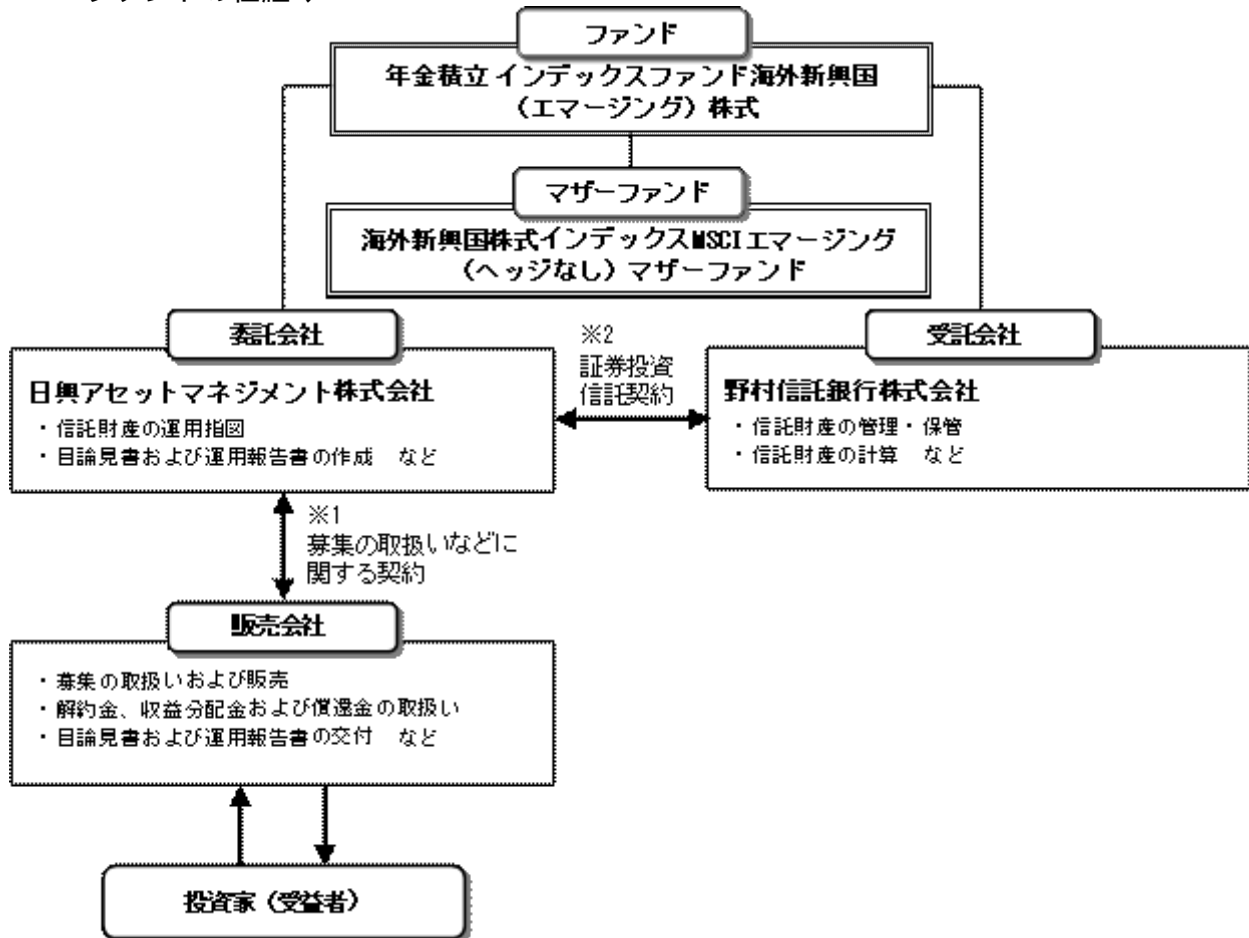 ファンド
年金積立 インデックスファンド海外新興国
(エマージング)株式
マザーファンド
海外新興国株式インデックスMSCIエマージング
(ヘッジなし)マザーファンド
委託会社
日興アセットマネジメント株式会社
・信託財産の運用指図
・目論見書および運用報告書の作成 など
※2
証券投資
信託契約
受託会社
野村信託銀行株式会社
・信託財産の管理・保管
・信託財産の計算 など
※1
募集の取扱いなどに
関する契約
販売会社
・募集の取扱いおよび販売
・解約金、収益分配金および償還金の取扱い
・目論見書および運用報告書の交付 など
投資家(受益者)